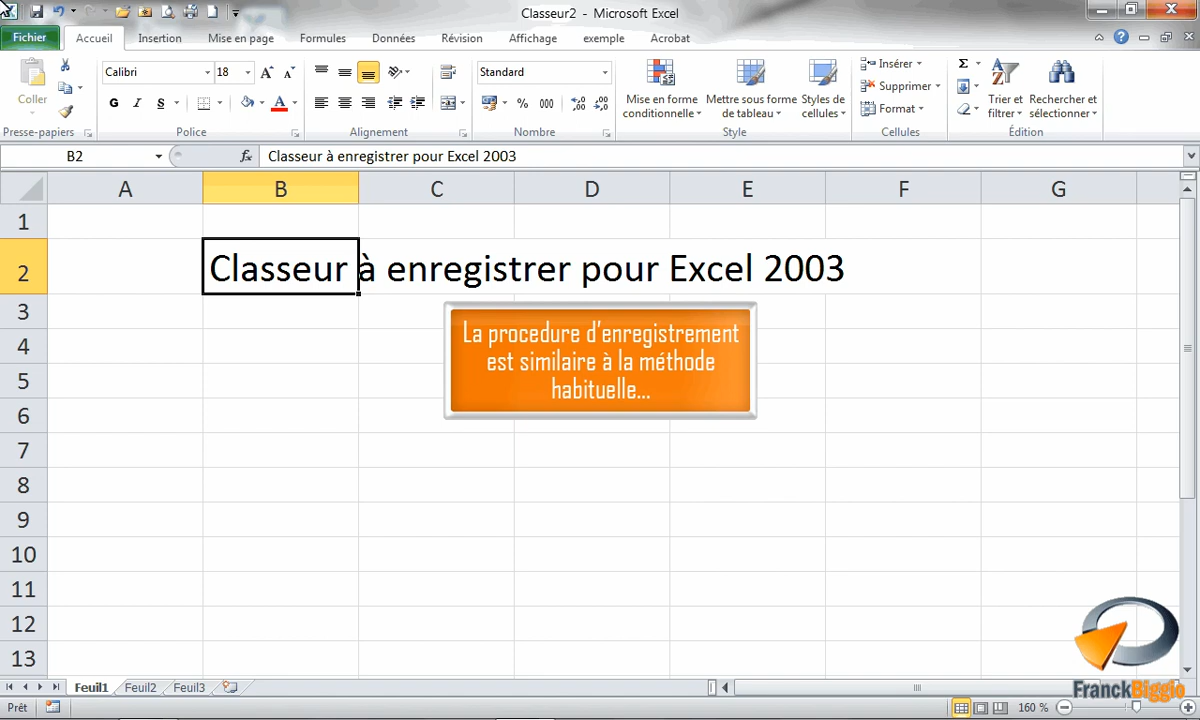 Classeur2 - Microsoft Excel
Fichier Accueil Insertion Mise en page Formules Données Révision Affichage exemple Acrobat
Coller
Presse-papiers
Calibri 18
G I S
Police
Alignement
Standard
% 000
Nombre
Mise en forme conditionnelle
Mettre sous forme de tableau
Styles de cellules
Style
Insérer
Supprimer
Format
Cellules
Σ
Trier et filtrer
Rechercher et sélectionner
Édition
B2 fx Classeur à enregistrer pour Excel 2003
A B C D E F G
1
2 Classeur à enregistrer pour Excel 2003
3
La procedure d'enregistrement
est similaire à la méthode
habituelle...
4
5
6
7
8
9
10
11
12
13
FranckBiggio
Feuil1 Feuil2 Feuil3
Prêt 160 %